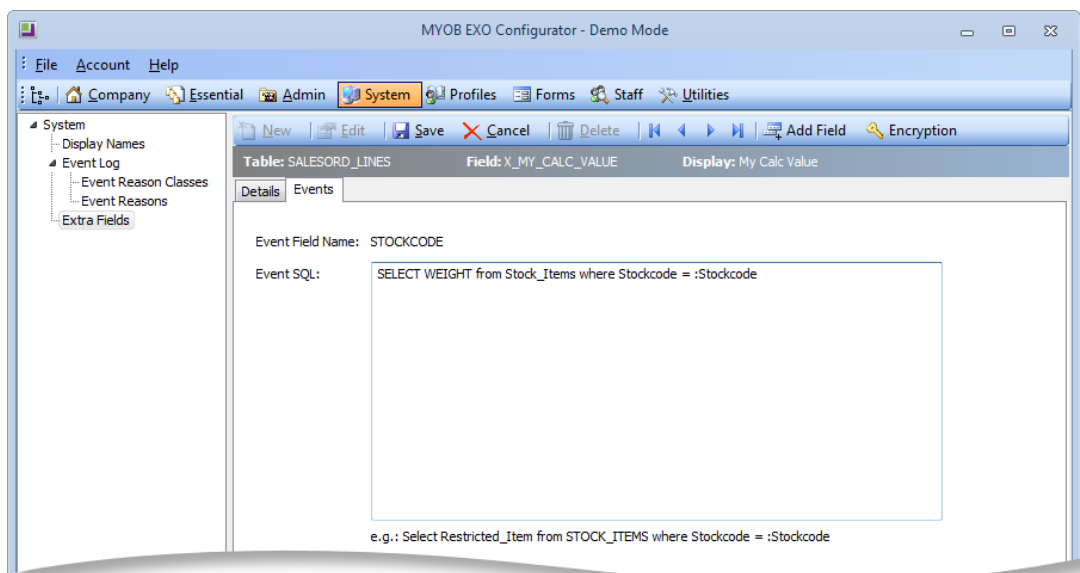 MYOB EXO Configurator - Demo Mode
File Account Help
Company Essential Admin System Profiles Forms Staff Utilities
System
Display Names
Event Log
Event Reason Classes
Event Reasons
Extra Fields
New Edit Save Cancel Delete Add Field Encryption
Table: SALESORD_LINES Field: X_MY_CALC_VALUE Display: My Calc Value
Details Events
Event Field Name: STOCKCODE
Event SQL: SELECT WEIGHT from Stock_Items where Stockcode = :Stockcode
e.g.: Select Restricted_Item from STOCK_ITEMS where Stockcode = :Stockcode